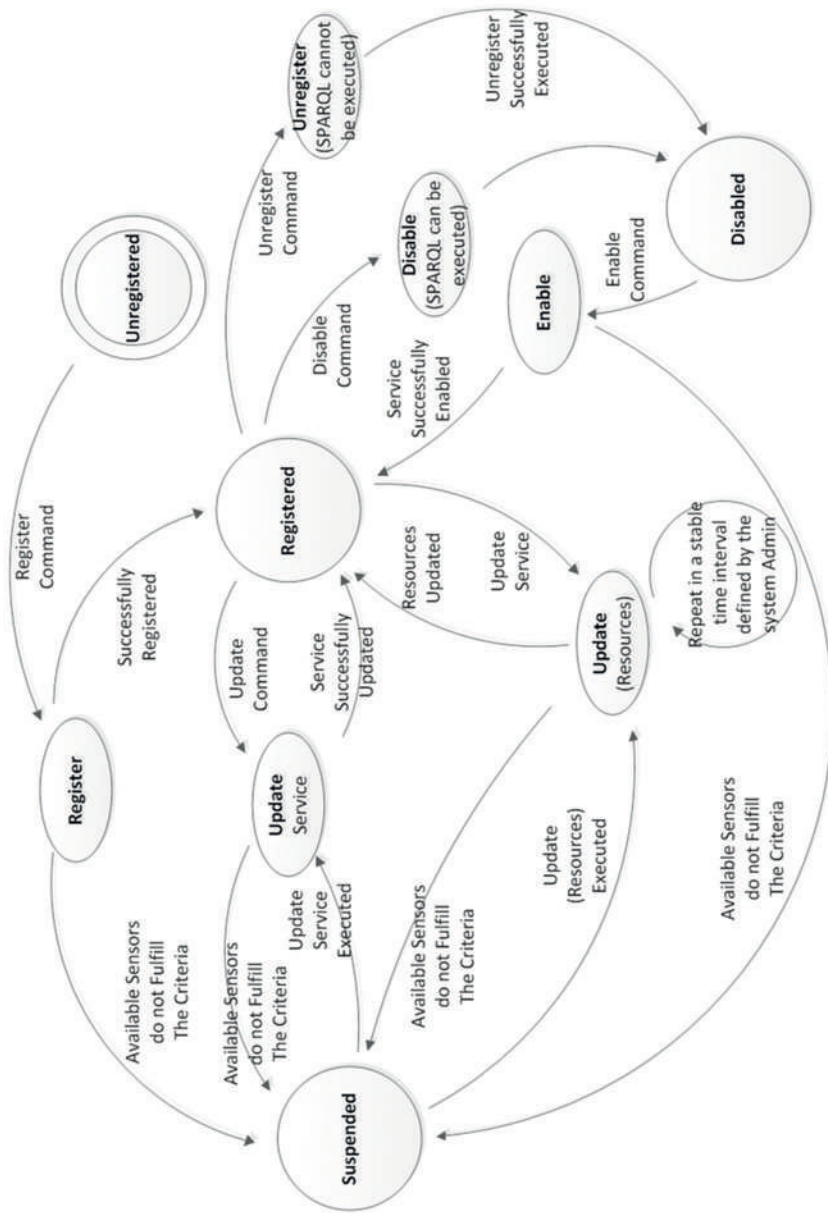 Unregistered
Register
Command
Register
Successfully
Registered
Available Sensors
do not Fulfill
The Criteria
Unregister
(SPARQL cannot
be executed)
Unregister
Command
Unregister
Successfully
Executed
Registered
Update
Command
Update
Service
Service
Successfully
Updated
Available Sensors
do not Fulfill
The Criteria
Update
Service
Executed
Suspended
Disable
Command
Disable
(SPARQL can be
executed)
Service
Successfully
Enabled
Enable
Enable
Command
Disabled
Resources
Updated
Update
Service
Update
(Resources)
Available Sensors
do not Fulfill
The Criteria
Update
(Resources)
Executed
Repeat in a stable
time interval
defined by the
system Admin
Available Sensors
do not Fulfill
The Criteria